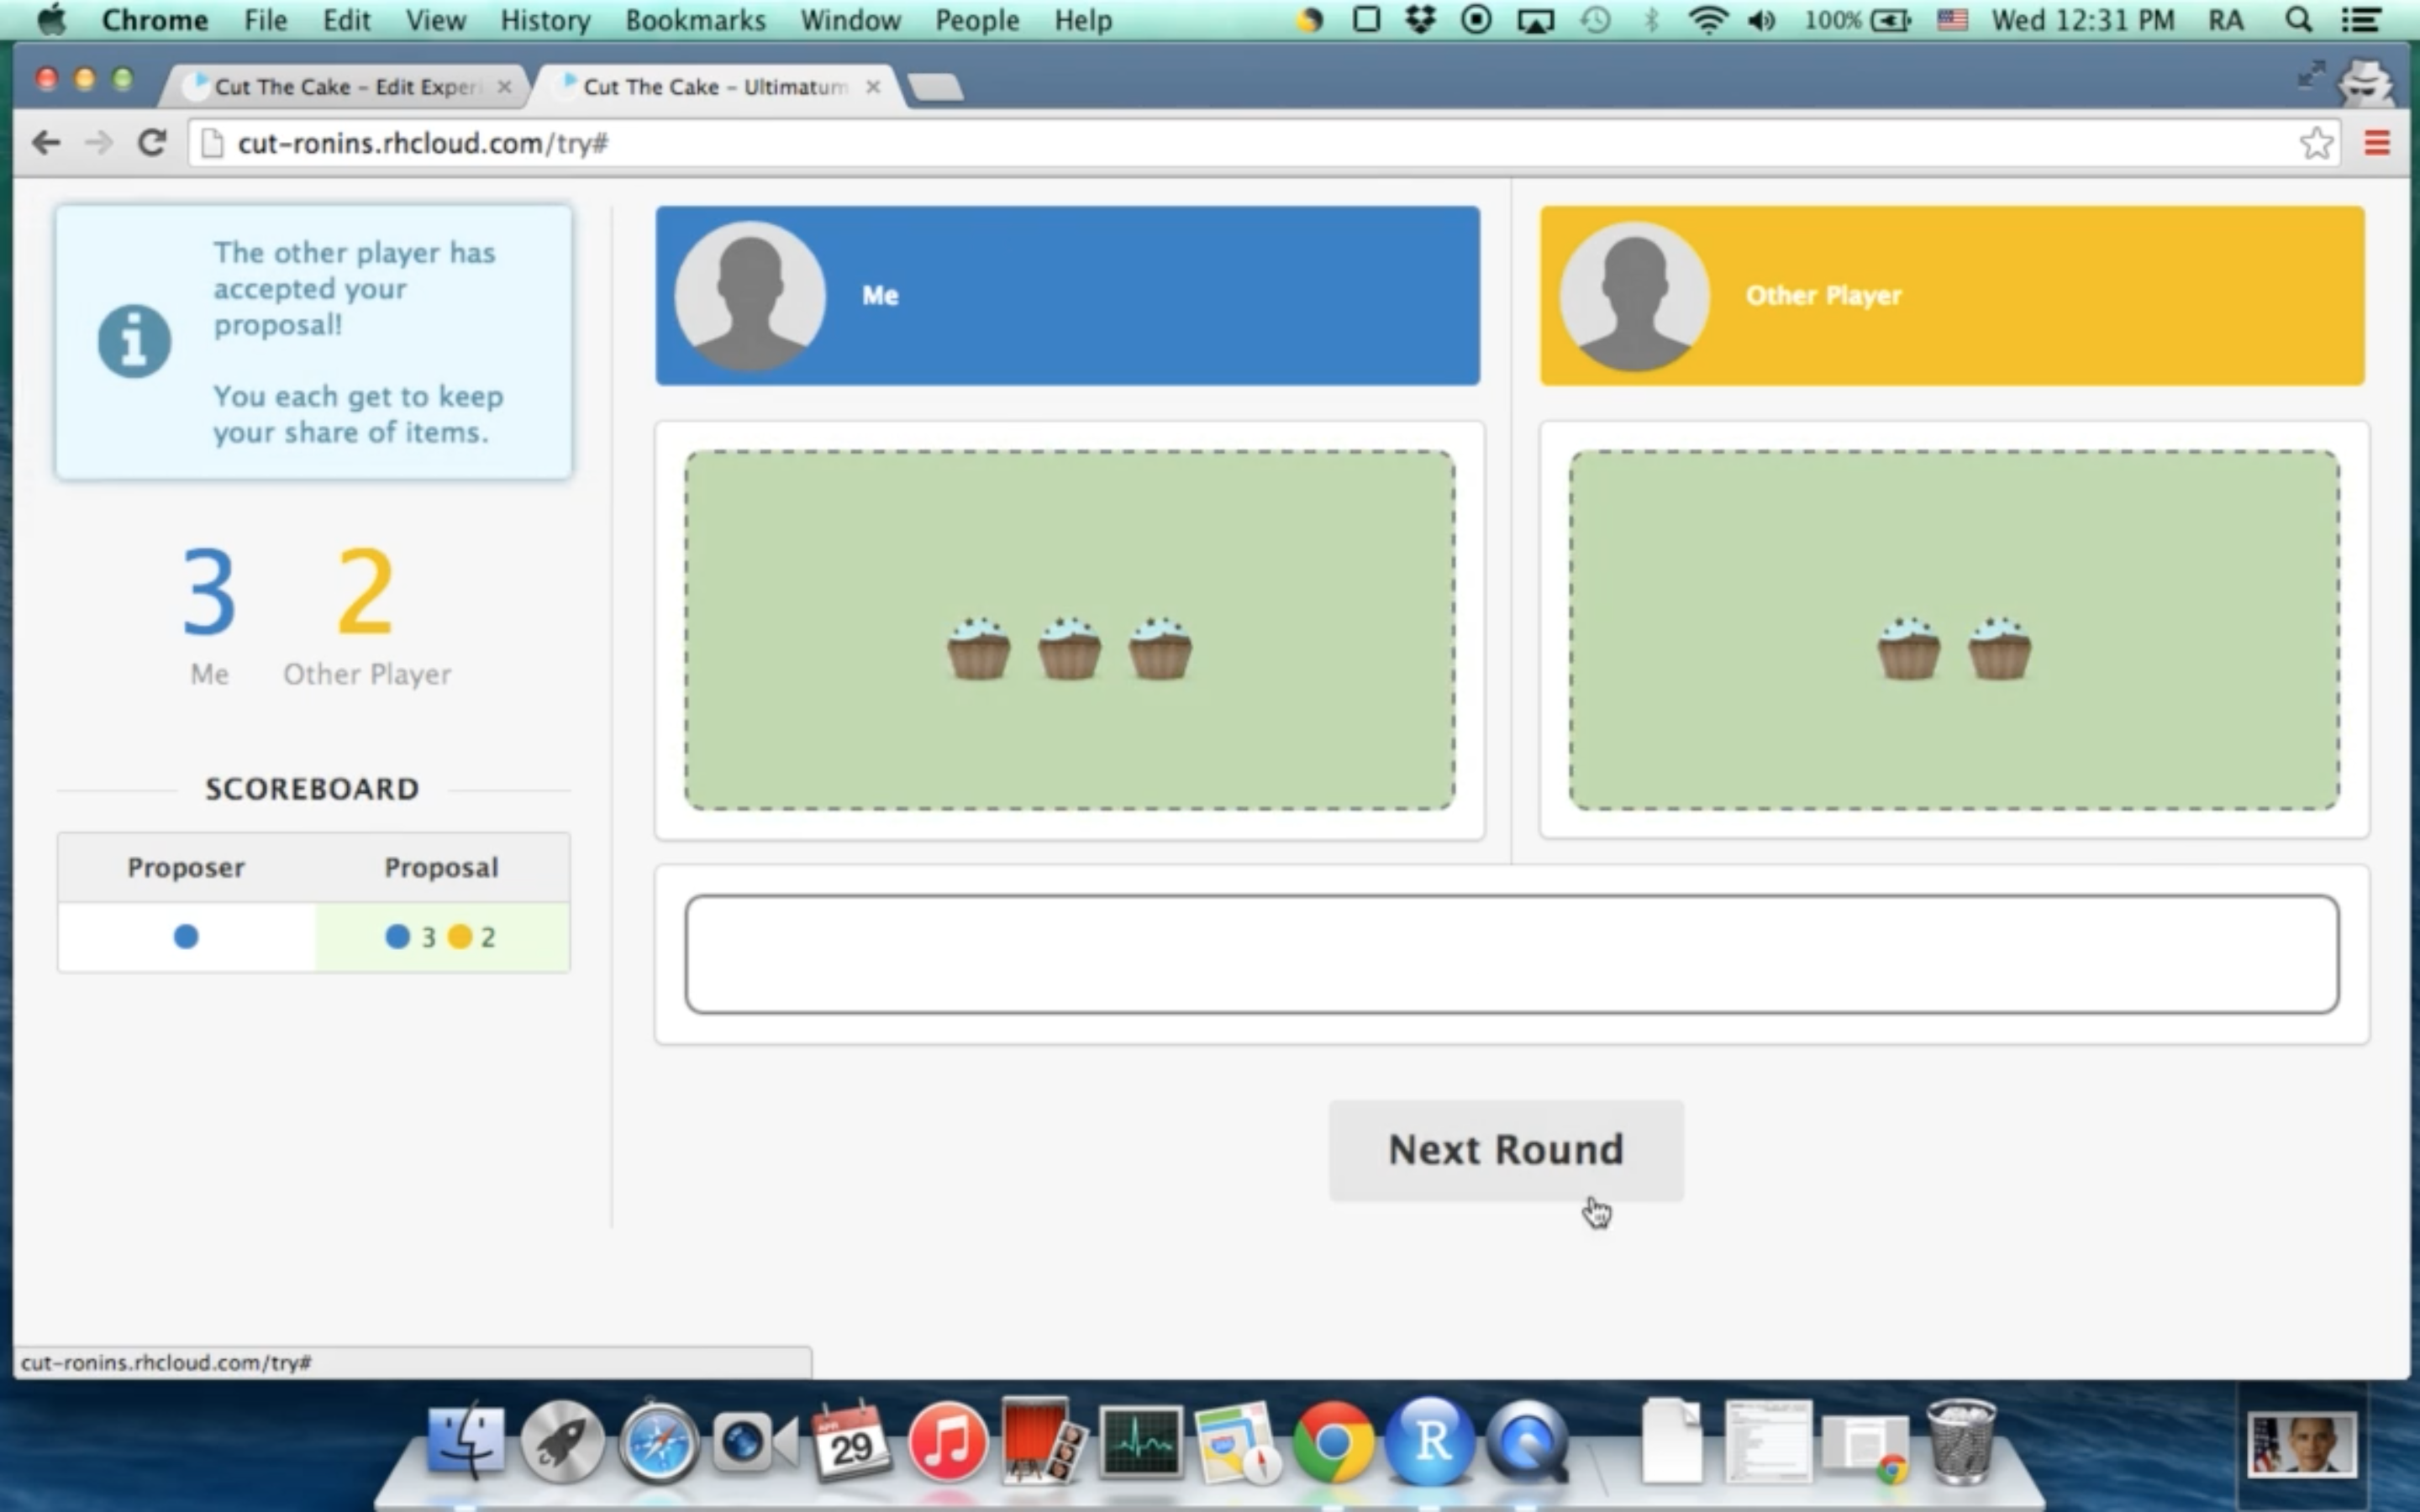 Chrome File Edit View History Bookmarks Window People Help 100% Wed 12:31 PM RA
Cut The Cake – Edit Experi
Cut The Cake – Ultimatum
cut-ronins.rhcloud.com/try#
The other player has
accepted your
proposal!
You each get to keep
your share of items.
3 2
Me Other Player
SCOREBOARD
Proposer Proposal
3 2
Me
Other Player
Next Round
cut-ronins.rhcloud.com/try#
APR
29
R